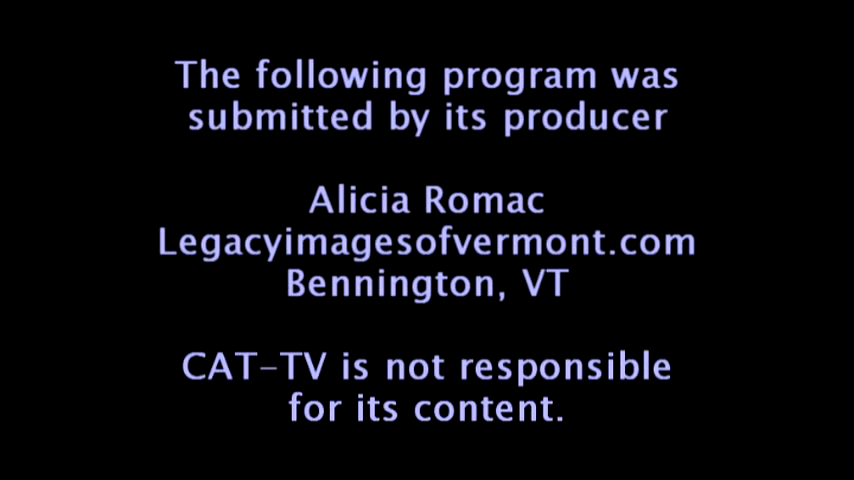 The following program was
submitted by its producer
Alicia Romac
Legacyimagesofvermont.com
Bennington, VT
CAT-TV is not responsible
for its content.